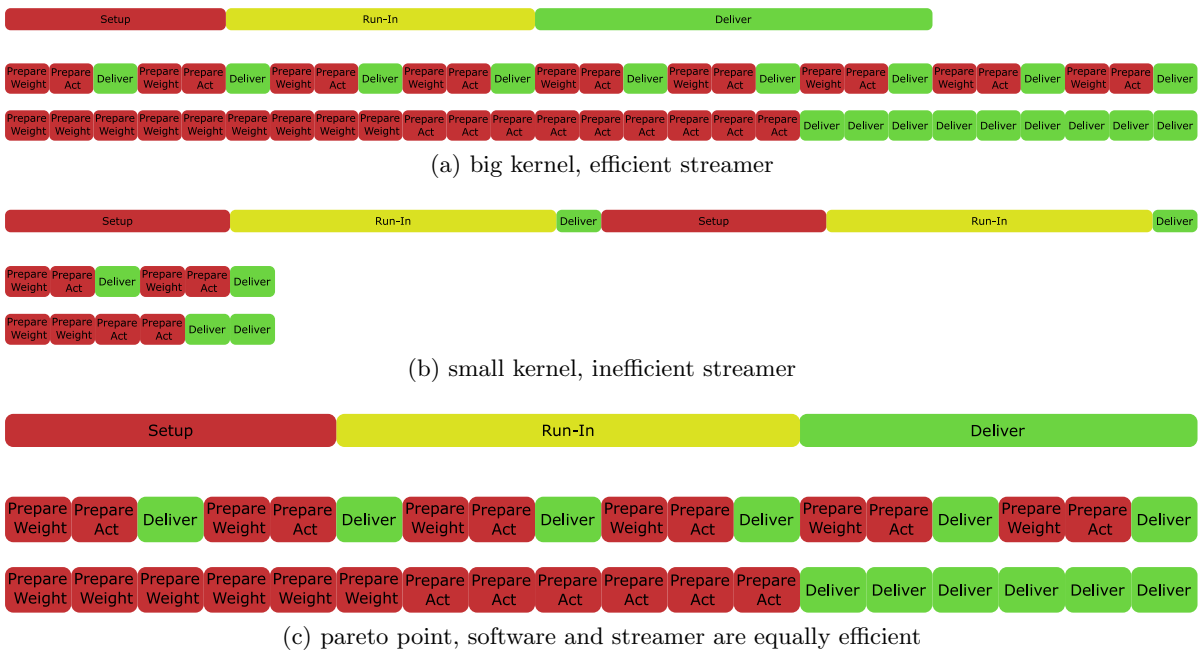 Setup Run-In Deliver
Prepare Weight Prepare Act Deliver Prepare Weight Prepare Act Deliver Prepare Weight Prepare Act Deliver Prepare Weight Prepare Act Deliver Prepare Weight Prepare Act Deliver Prepare Weight Prepare Act Deliver Prepare Weight Prepare Act Deliver Prepare Weight Prepare Act Deliver Prepare Weight Prepare Act Deliver
Prepare Weight Prepare Weight Prepare Weight Prepare Weight Prepare Weight Prepare Weight Prepare Weight Prepare Weight Prepare Weight Prepare Act Prepare Act Prepare Act Prepare Act Prepare Act Prepare Act Prepare Act Prepare Act Prepare Act Deliver Deliver Deliver Deliver Deliver Deliver Deliver Deliver Deliver
(a) big kernel, efficient streamer
Setup Run-In Deliver Setup Run-In Deliver
Prepare Weight Prepare Act Deliver Prepare Weight Prepare Act Deliver
Prepare Weight Prepare Weight Prepare Act Prepare Act Deliver Deliver
(b) small kernel, inefficient streamer
Setup Run-In Deliver
Prepare Weight Prepare Act Deliver Prepare Weight Prepare Act Deliver Prepare Weight Prepare Act Deliver Prepare Weight Prepare Act Deliver Prepare Weight Prepare Act Deliver Prepare Weight Prepare Act Deliver
Prepare Weight Prepare Weight Prepare Weight Prepare Weight Prepare Weight Prepare Weight Prepare Act Prepare Act Prepare Act Prepare Act Prepare Act Prepare Act Deliver Deliver Deliver Deliver Deliver Deliver
(c) pareto point, software and streamer are equally efficient